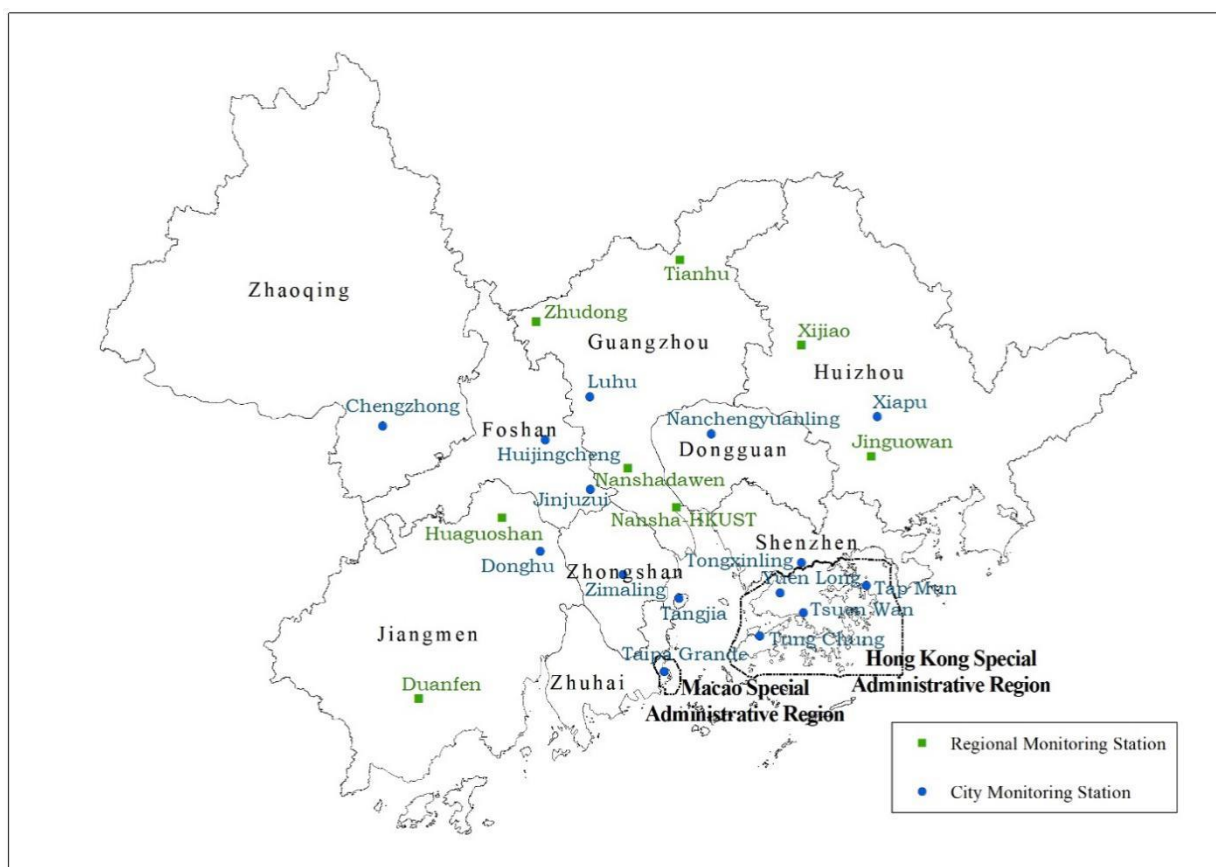 Tianhu
Zhaoqing
Zhudong
Guangzhou
Xijiao
Huizhou
Luhu
Chengzhong
Xiapu
Nanchengyuanling
Foshan
Dongguan
Huijingcheng
Jinguowan
Nanshadawen
Jinjuzui
Nansha-HKUST
Huaguoshan
Shenzhen
Donghu
Tongxinling
Zhongshan
Yuen Long
Zimaling
Tap Mun
Tangjia
Tsuen Wan
Jiangmen
Tung Chung
Taipa Grande
Hong Kong Special
Administrative Region
Zhuhai
Duanfen
Macao Special
Administrative Region
Regional Monitoring Station
City Monitoring Station